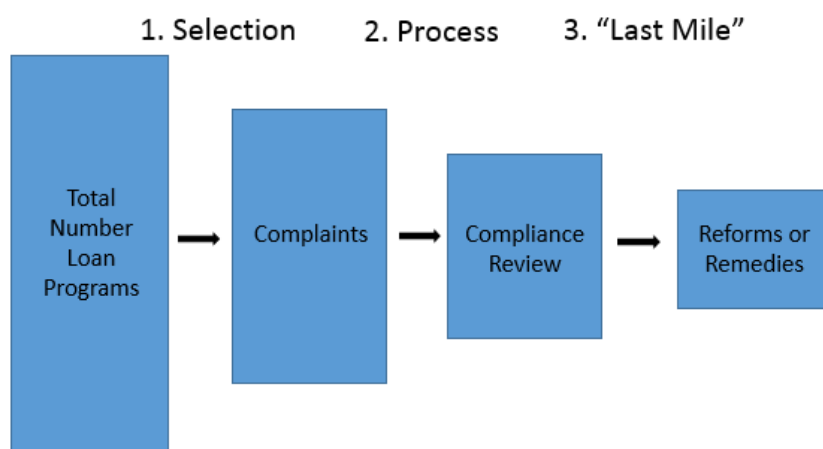 1. Selection
2. Process
3. “Last Mile”
Total
Number
Loan
Programs
Complaints
Compliance
Review
Reforms or
Remedies